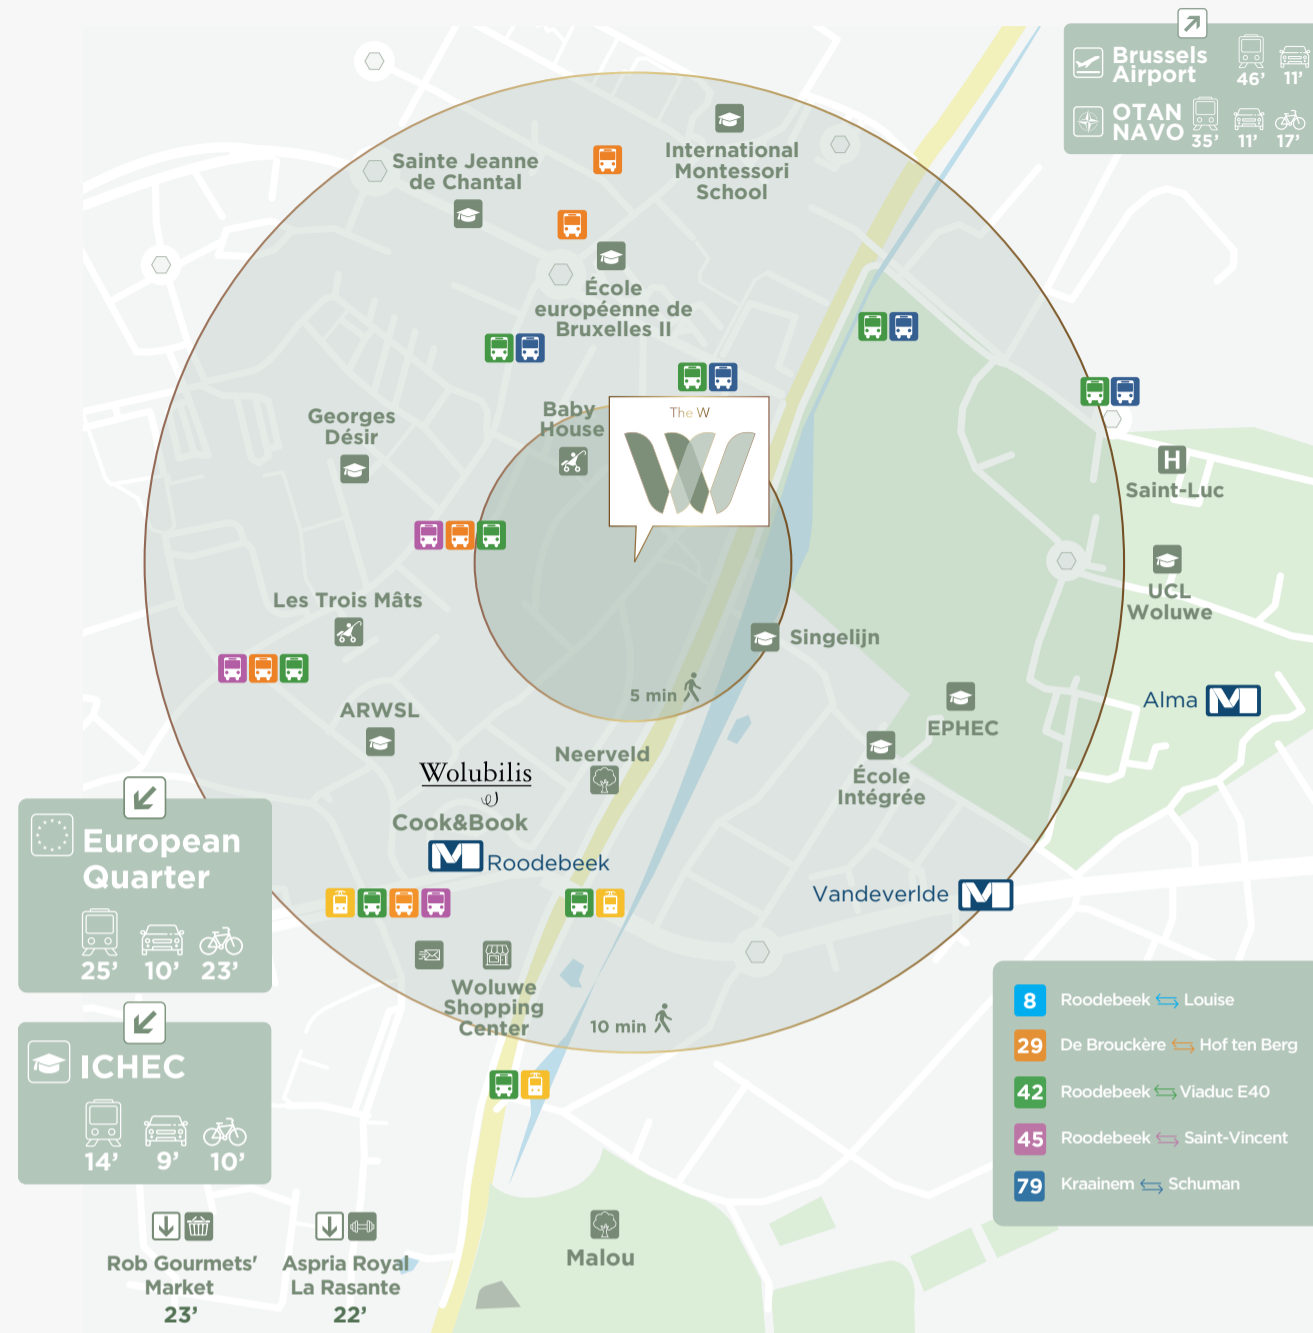 Brussels
Airport
46’ 11’
OTAN
NAVO
35’ 11’ 17’
International
Montessori
School
Sainte Jeanne
de Chantal
École
européenne de
Bruxelles II
Georges
Désir
Baby
House
The W
W
H
Saint-Luc
UCL
Woluwe
Les Trois Mâts
Singelijn
5 min
Alma M
ARWSL
EPHEC
Neerveld
Wolubilis
Cook&Book
M Roodebeek
École
Intégrée
Vandeverlde M
European
Quarter
25’ 10’ 23’
Woluwe
Shopping
Center
10 min
ICHEC
14’ 9’ 10’
8 Roodebeek ⇆ Louise
29 De Brouckère ⇆ Hof ten Berg
42 Roodebeek ⇆ Viaduc E40
45 Roodebeek ⇆ Saint-Vincent
79 Kraainem ⇆ Schuman
Rob Gourmets'
Market
23’
Aspria Royal
La Rasante
22’
Malou